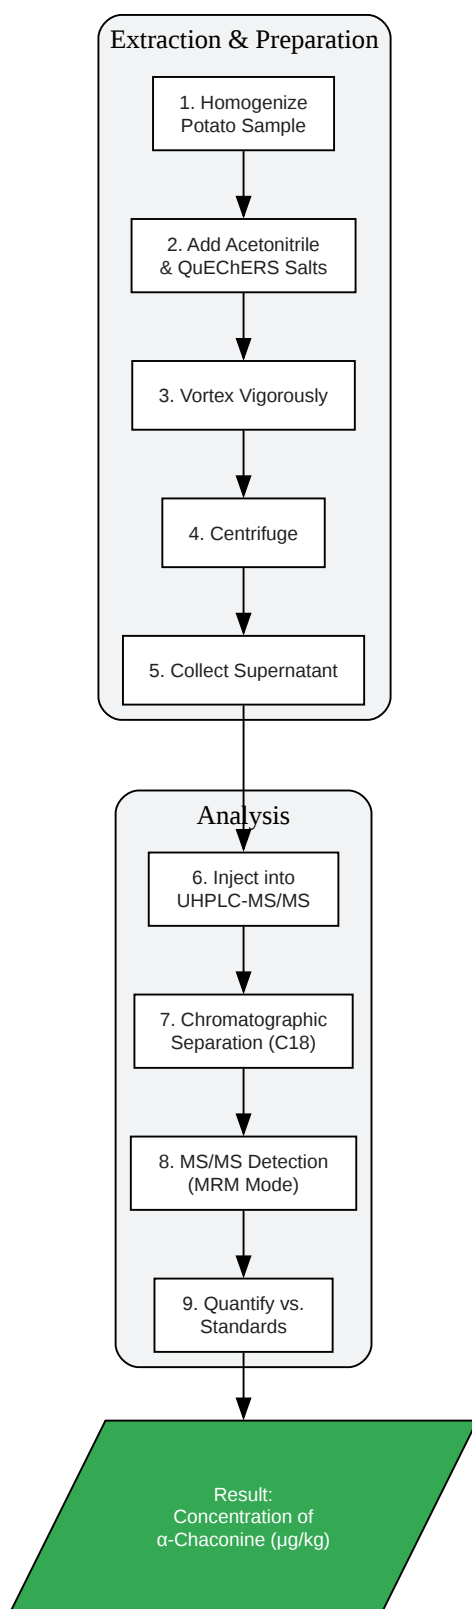 Extraction & Preparation
1. Homogenize
Potato Sample
2. Add Acetonitrile
& QuEChERS Salts
3. Vortex Vigorously
4. Centrifuge
5. Collect Supernatant
Analysis
6. Inject into
UHPLC-MS/MS
7. Chromatographic
Separation (C18)
8. MS/MS Detection
(MRM Mode)
9. Quantify vs.
Standards
Result:
Concentration of
α-Chaconine (μg/kg)